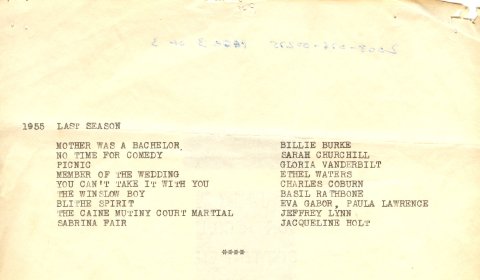 1955 LAST SEASON
MOTHER WAS A BACHELOR BILLIE BURKE
NO TIME FOR COMEDY SARAH CHURCHILL
PICNIC GLORIA VANDERBILT
MEMBER OF THE WEDDING ETHEL WATERS
YOU CAN'T TAKE IT WITH YOU CHARLES COBURN
THE WINSLOW BOY BASIL RATHBONE
BLITHE SPIRIT EVA GABOR, PAULA LAWRENCE
THE CAINE MUTINY COURT MARTIAL JEFFREY LYNN
SABRINA FAIR JACQUELINE HOLT
****